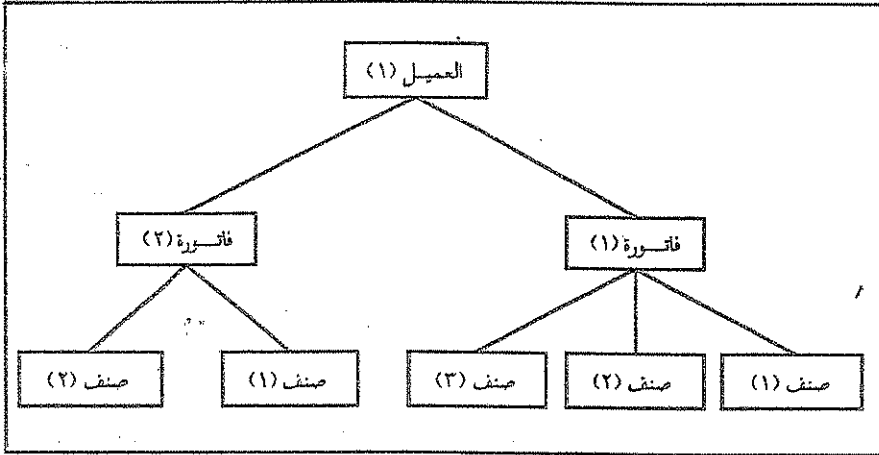 العميل (١)
فاتورة (١)
فاتورة (٢)
صنف (١)
صنف (٢)
صنف (٣)
صنف (١)
صنف (٢)